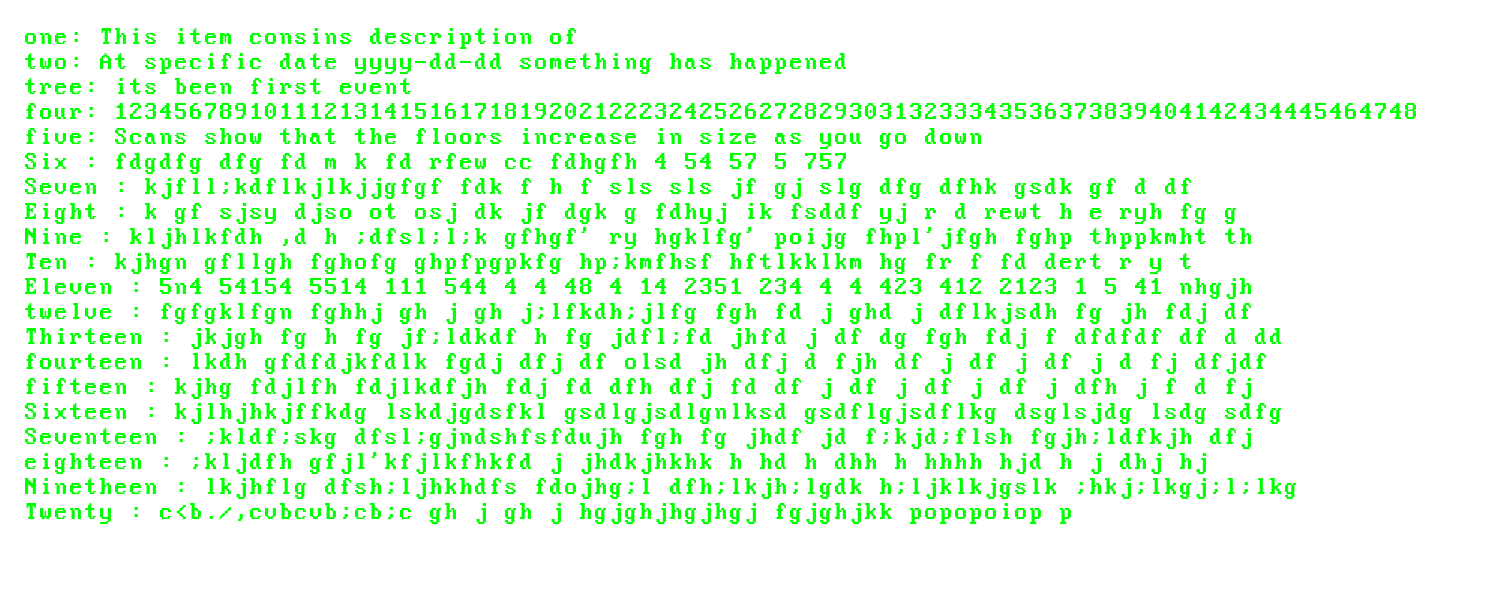 one: This item consins description of
two: At specific date yyyy-dd-dd something has happened
tree: its been first event
four: 123456789101112131415161718192021222324252627282930313233343536373839404142434445464748
five: Scans show that the floors increase in size as you go down
Six : fdgdfg dfg fd m k fd rfew cc fdhgfh 4 54 57 5 757
Seven : kjfll;kdflkjlkjjgfgf fdk f h f sls sls jf gj slg dfg dfhk gsdk gf d df
Eight : k gf sjsy djso ot osj dk jf dgk g fdhyj ik fsddf yj r d rewt h e ryh fg g
Nine : kljhlkfdh ,d h ;dfsl;l;k gfhgf' ry hgklfg' poijg fhpl'jfgh fghp thppkmht th
Ten : kjhgn gfllgh fghofg ghpfpgpkfg hp;kmfhsf hftlkklkm hg fr f fd dert r y t
Eleven : 5n4 54154 5514 111 544 4 4 48 4 14 2351 234 4 4 423 412 2123 1 5 41 nhgjh
twelve : fgfgklfgn fghhj gh j gh j;lfkdh;jlfg fgh fd j ghd j dflkjsdh fg jh fdj df
Thirteen : jkjgh fg h fg jf;ldkdf h fg jdfl;fd jhfd j df dg fgh fdj f dfdfdf df d dd
fourteen : lkdh gfdfdjkfdlk fgdj dfj df olsd jh dfj d fjh df j df j df j d fj dfjdf
fifteen : kjhg fdjlfh fdjlkdfjh fdj fd dfh dfj fd df j df j df j df j dfh j f d fj
Sixteen : kjlhjhkjffkdg lskdjgdsfkl gsdlgjsdlgnlksd gsdflgjsdflkg dsglsjdg lsdg sdfg
Seventeen : ;kldf;skg dfsl;gjndshfsfdujh fgh fg jhdf jd f;kjd;flsh fgjh;ldfkjh dfj
eighteen : ;kljdfh gfjl'kfjlkfhkfd j jhdkjhkhk h hd h dhh h hhhh hjd h j dhj hj
Ninetheen : lkjhflg dfsh;ljhkhdfs fdojhg;l dfh;lkjh;lgdk h;ljklkjgslk ;hkj;lkgj;l;lkg
Twenty : c<b./,cvbcvb;cb;c gh j gh j hgjghjhgjhgj fgjghjkk popopoiop p